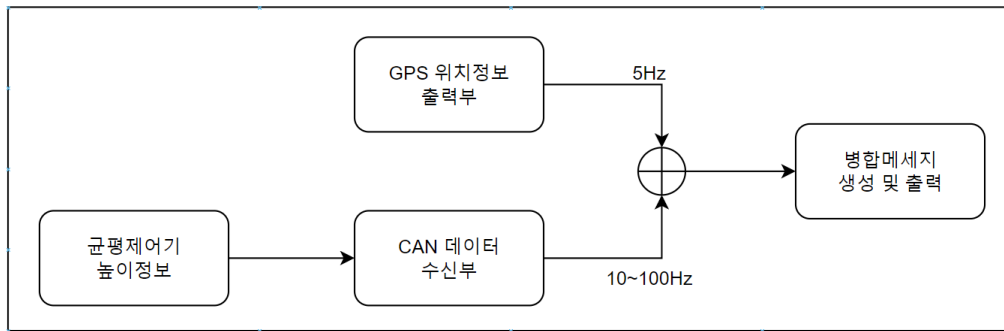 GPS 위치정보
출력부
5Hz
병합메세지
생성 및 출력
균평제어기
높이정보
CAN 데이터
수신부
10~100Hz